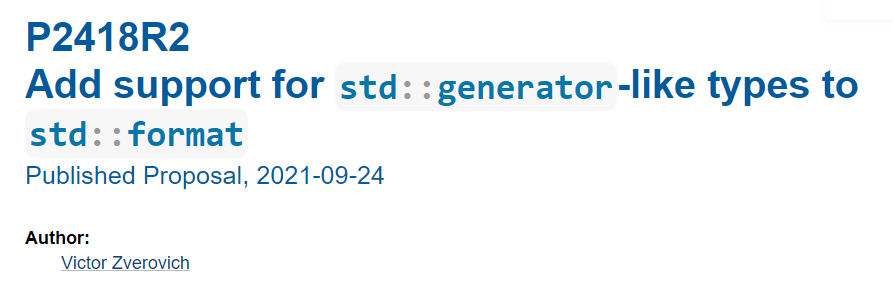 P2418R2
Add support for std::generator-like types to
std::format
Published Proposal, 2021-09-24
Author:
Victor Zverovich